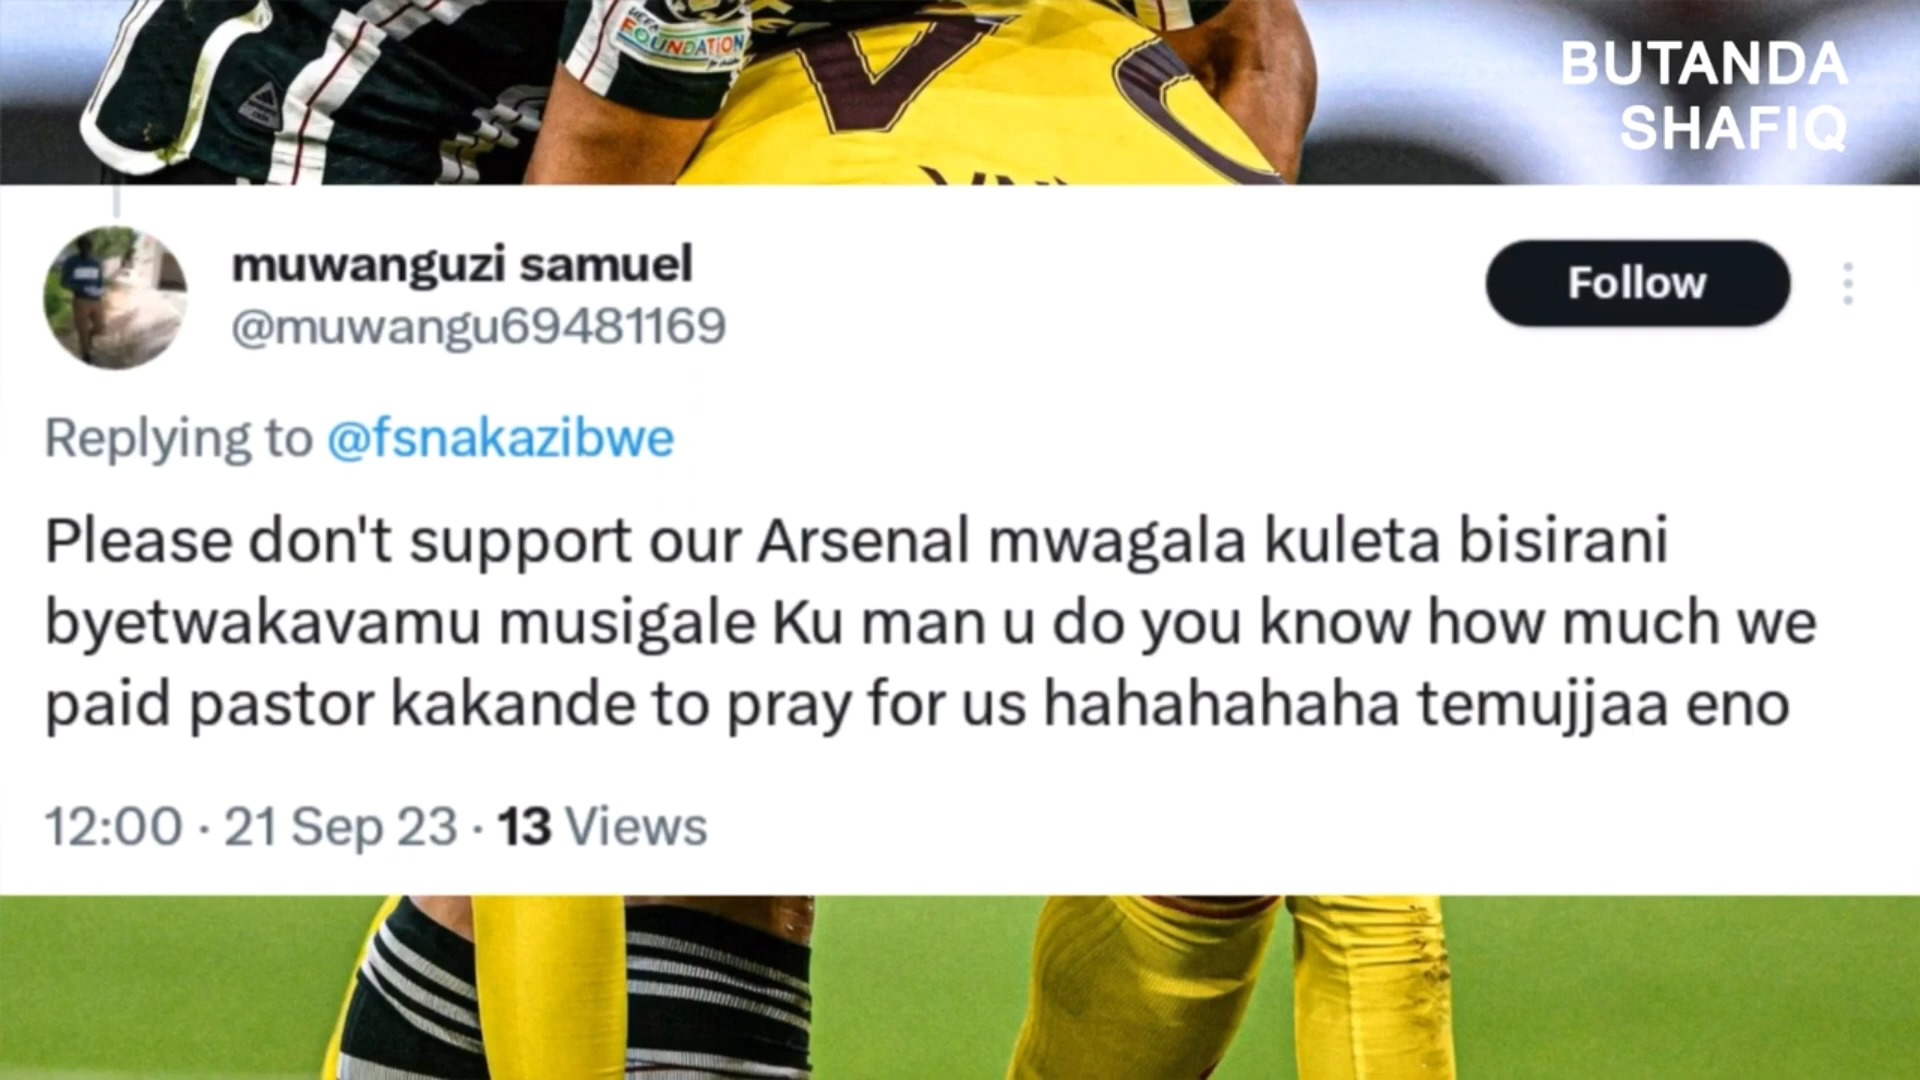 UEFA
FOUNDATION
BUTANDA
SHAFIQ
muwanguzi samuel
@muwangu69481169
Follow
Replying to @fsnakazibwe
Please don't support our Arsenal mwagala kuleta bisirani
byetwakavamu musigale Ku man u do you know how much we
paid pastor kakande to pray for us hahahahaha temujjaa eno
12:00 · 21 Sep 23 · 13 Views